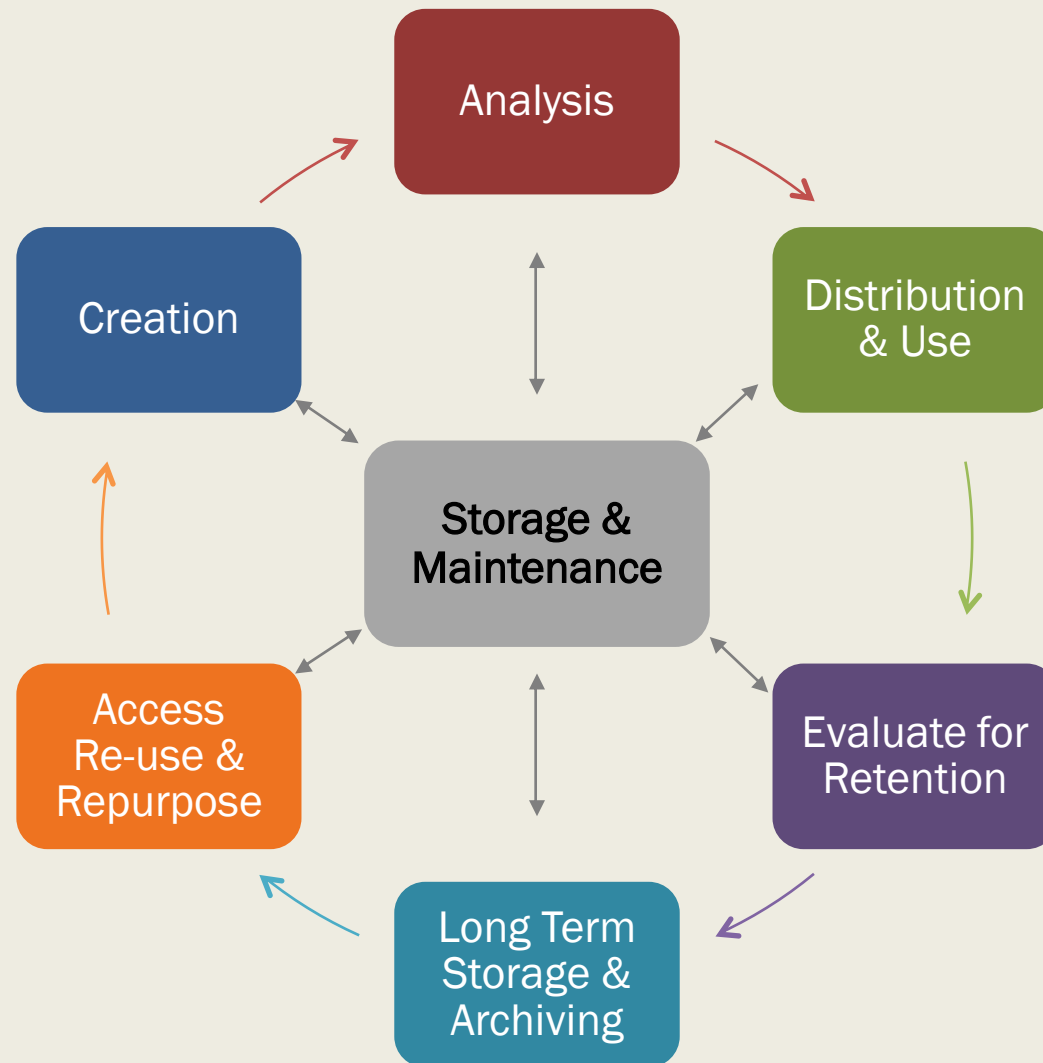 Analysis
Creation
Distribution
& Use
Storage &
Maintenance
Access
Re-use &
Repurpose
Evaluate for
Retention
Long Term
Storage &
Archiving